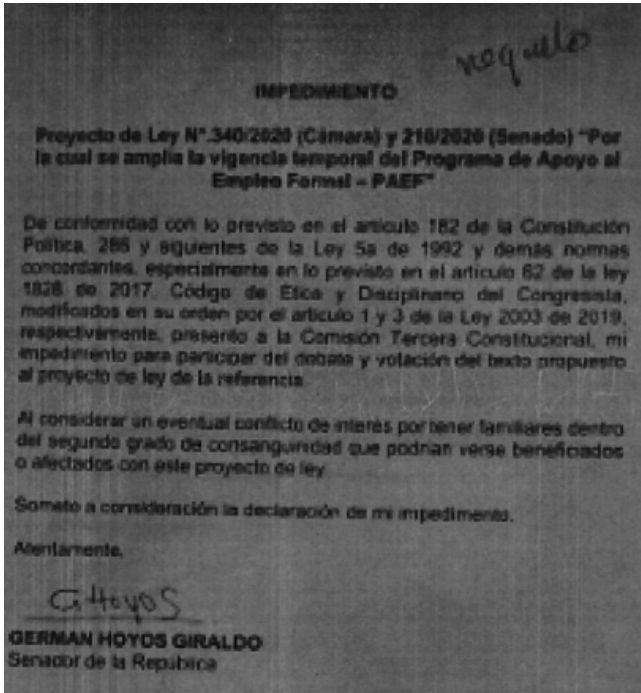 IMPEDIMENTO
Proyecto de Ley N°.340/2020 (Cámara) y 210/2020 (Senado) "Por
la cual se amplia la vigencia temporal del Programa de Apoyo al
Empleo Formal – PAEF"
De conformidad con lo previsto en el artículo 182 de la Constitución
Política, 286 y siguientes de la Ley 5a de 1992 y demás normas
concordantes, especialmente en lo previsto en el artículo 62 de la ley
1828 de 2017, Código de Ética y Disciplinario del Congresista,
modificados en su orden por el artículo 1 y 3 de la Ley 2003 de 2019,
respectivamente, presento a la Comisión Tercera Constitucional, mi
impedimento para participar del debate y votación del texto propuesto
al proyecto de ley de la referencia.
Al considerar un eventual conflicto de interés por tener familiares dentro
del segundo grado de consanguinidad que podrían verse beneficiados
o afectados con este proyecto de ley
Someto a consideración la declaración de mi impedimento.
Atentamente,
GHoyos
GERMAN HOYOS GIRALDO
Senador de la República